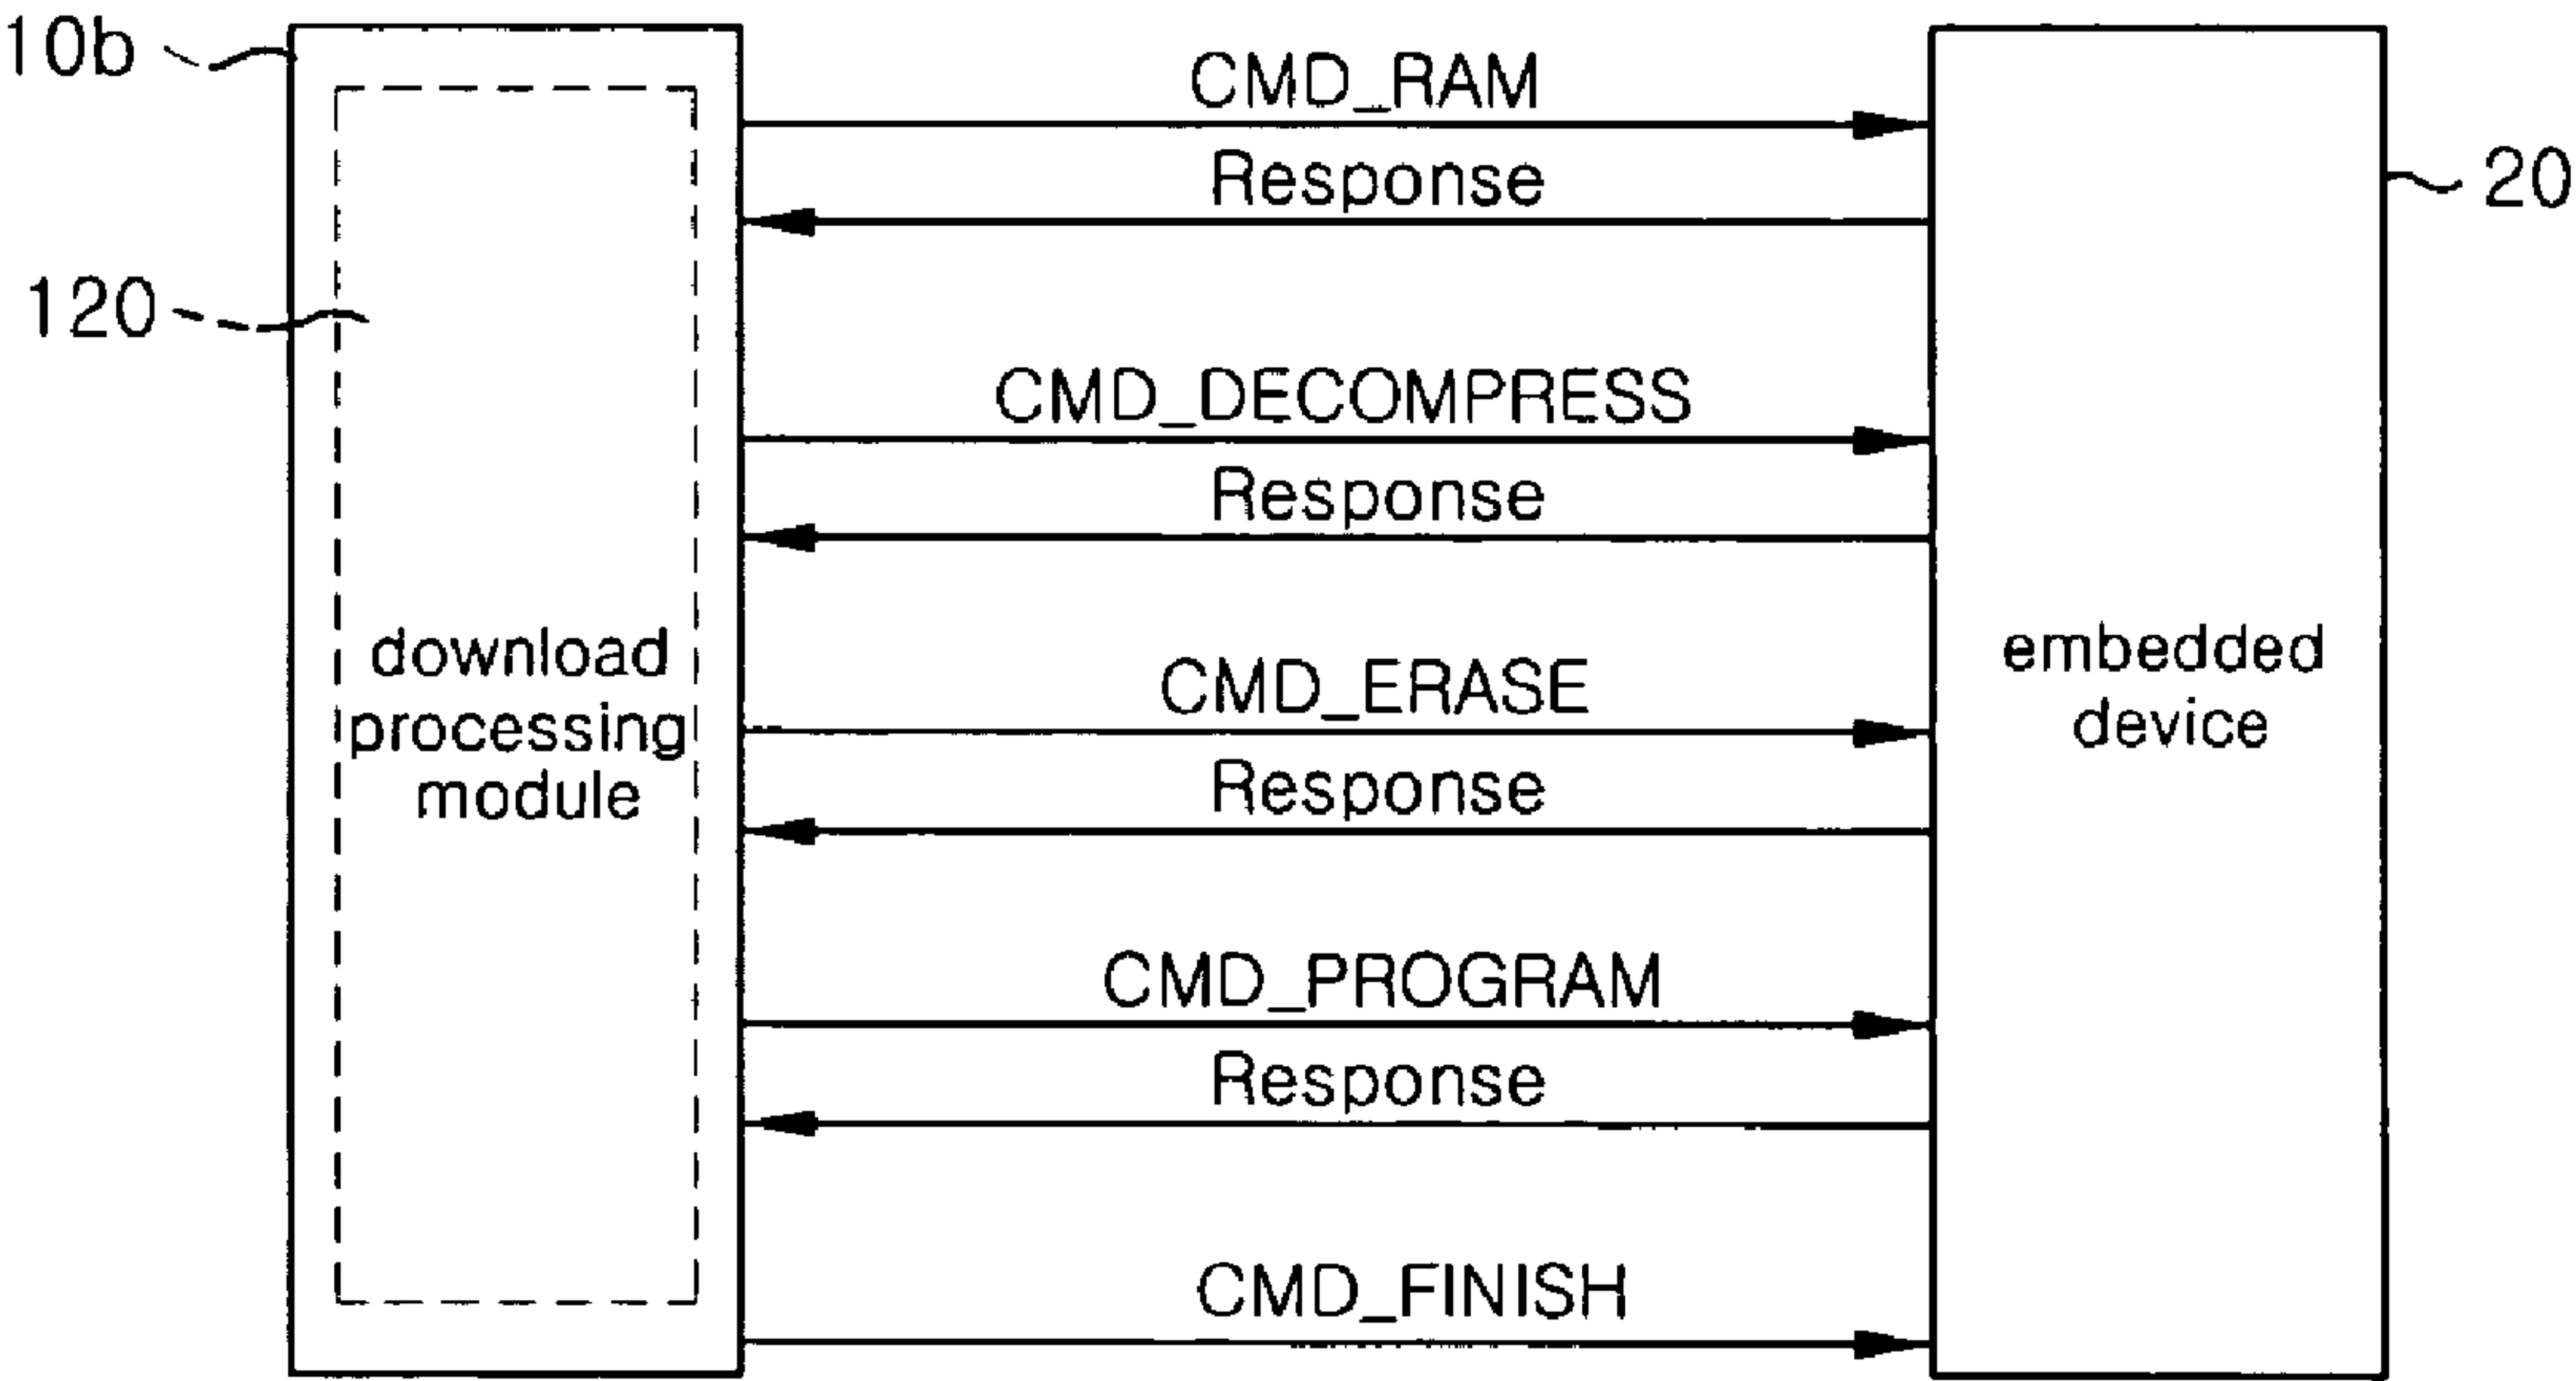 10b
CMD_RAM
Response
20
120
CMD_DECOMPRESS
Response
download
processing
module
embedded
device
CMD_ERASE
Response
CMD_PROGRAM
Response
CMD_FINISH